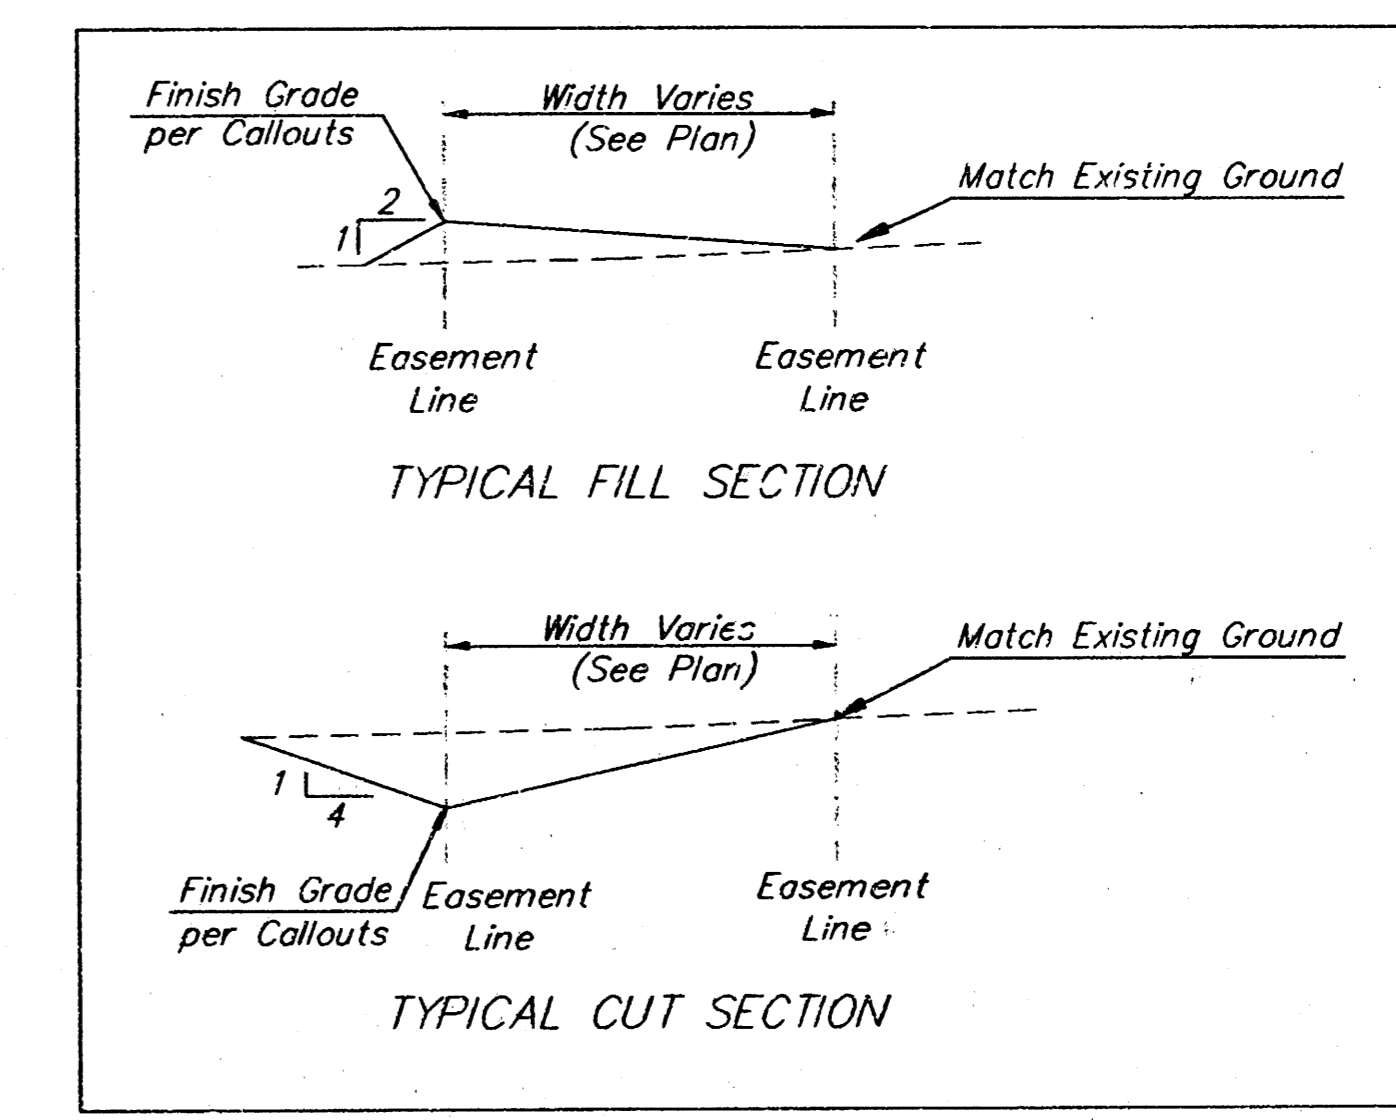 Finish Grade
per Callouts
Width Varies
(See Plan)
Match Existing Ground
2
1
Easement
Line
Easement
Line
TYPICAL FILL SECTION
Width Varies
(See Plan)
Match Existing Ground
1
4
Finish Grade
per Callouts
Easement
Line
Easement
Line
TYPICAL CUT SECTION